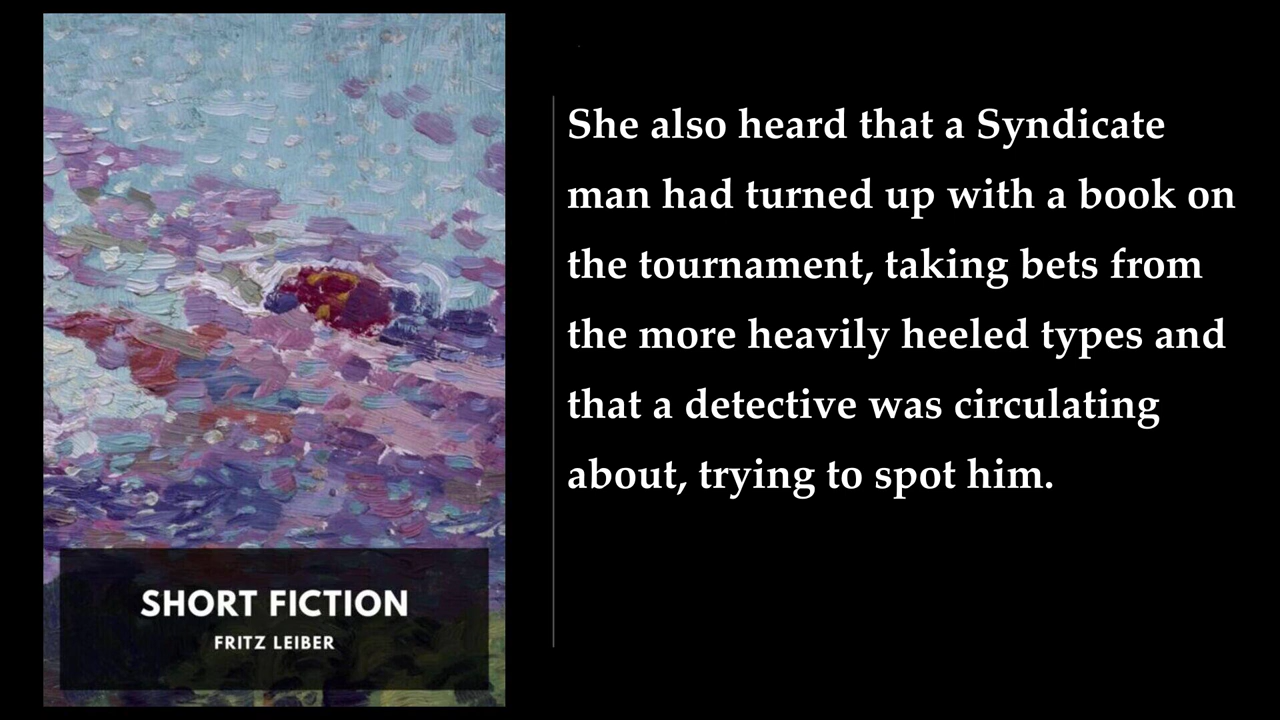 SHORT FICTION
FRITZ LEIBER
She also heard that a Syndicate
man had turned up with a book on
the tournament, taking bets from
the more heavily heeled types and
that a detective was circulating
about, trying to spot him.